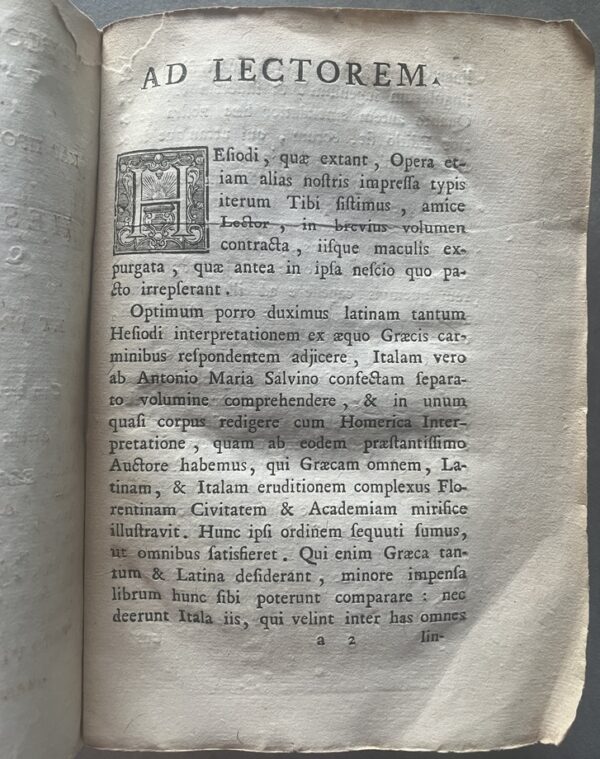 AD LECTOREM.
HEſiodi, quæ extant, Opera et-
iam alias noſtris impreſſa typis
iterum Tibi ſiſtimus, amice
Lector, in brevius volumen
contracta, iiſque maculis ex-
purgata, quæ antea in ipſa neſcio quo pa-
cto irrepſerant.
Optimum porro duximus latinam tantum
Heſiodi interpretationem ex æquo Græcis car-
minibus reſpondentem adjicere, Italam vero
ab Antonio Maria Salvino confectam ſepara-
to volumine comprehendere, & in unum
quaſi corpus redigere cum Homerica Inter-
pretatione, quam ab eodem præſtantiſſimo
Auctore habemus, qui Græcam omnem, La-
tinam, & Italam eruditionem complexus Flo-
rentinam Civitatem & Academiam mirifice
illuſtravit. Hunc ipſi ordinem ſequuti ſumus,
ut omnibus ſatisfieret. Qui enim Græca tan-
tum & Latina deſiderant, minore impenſa
librum hunc ſibi poterunt comparare: nec
deerunt Itala iis, qui velint inter has omnes
a 2 lin-